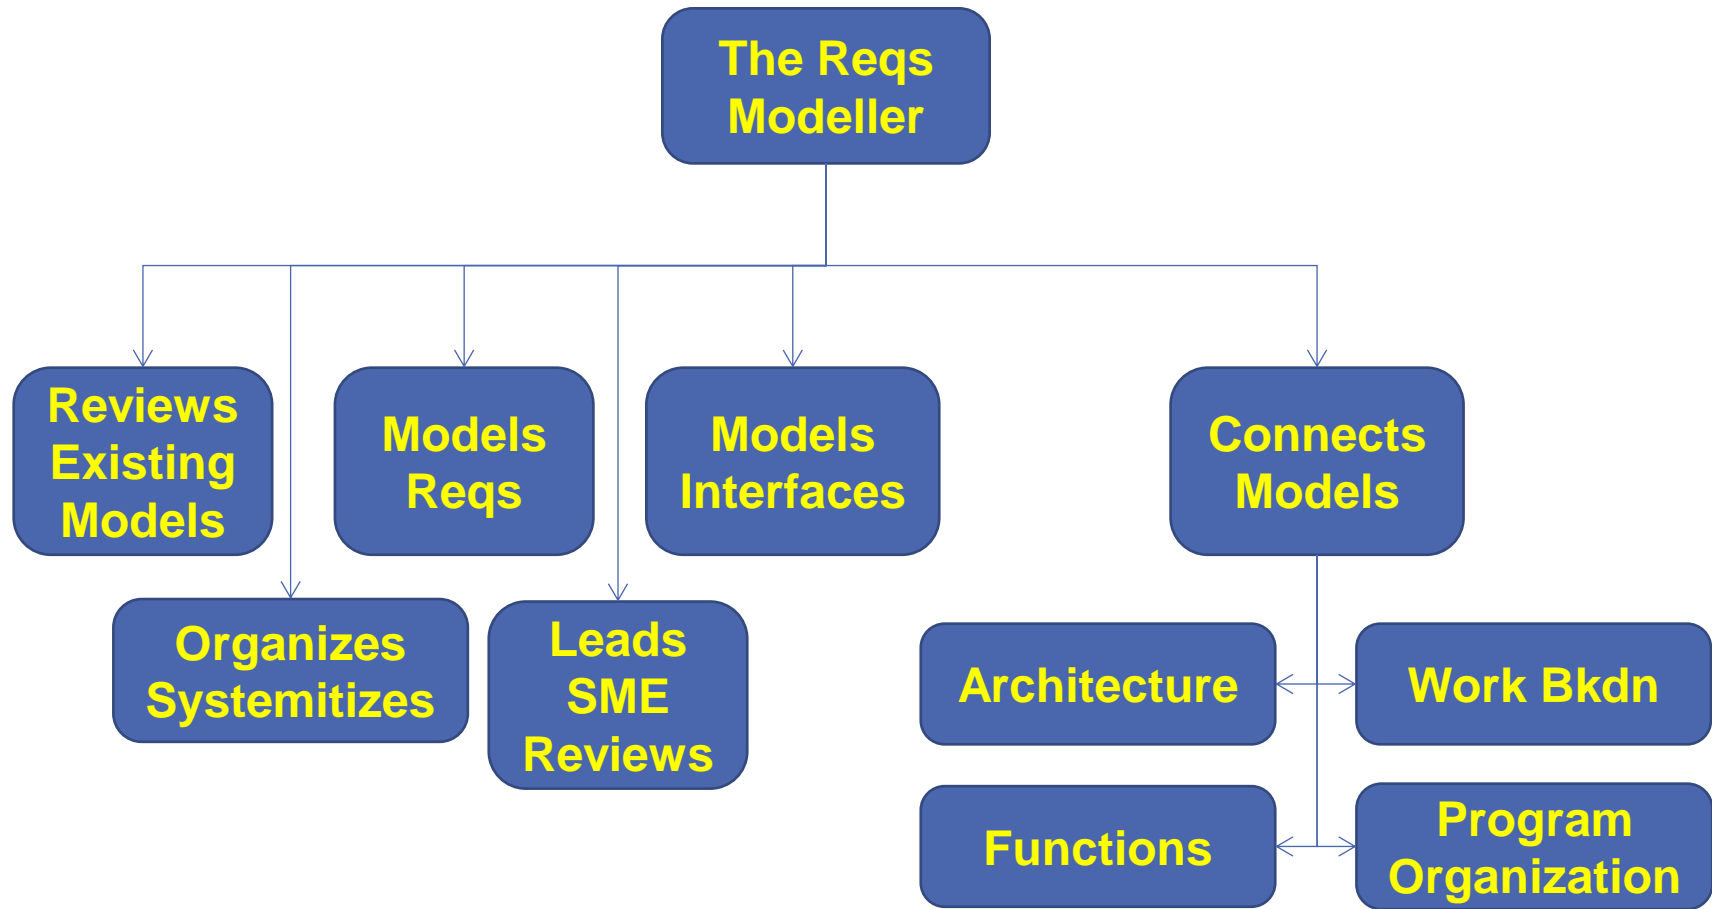 The Reqs
Modeller
Reviews
Existing
Models
Models
Reqs
Models
Interfaces
Connects
Models
Organizes
Systemitizes
Leads
SME
Reviews
Architecture
Work Bkdn
Functions
Program
Organization